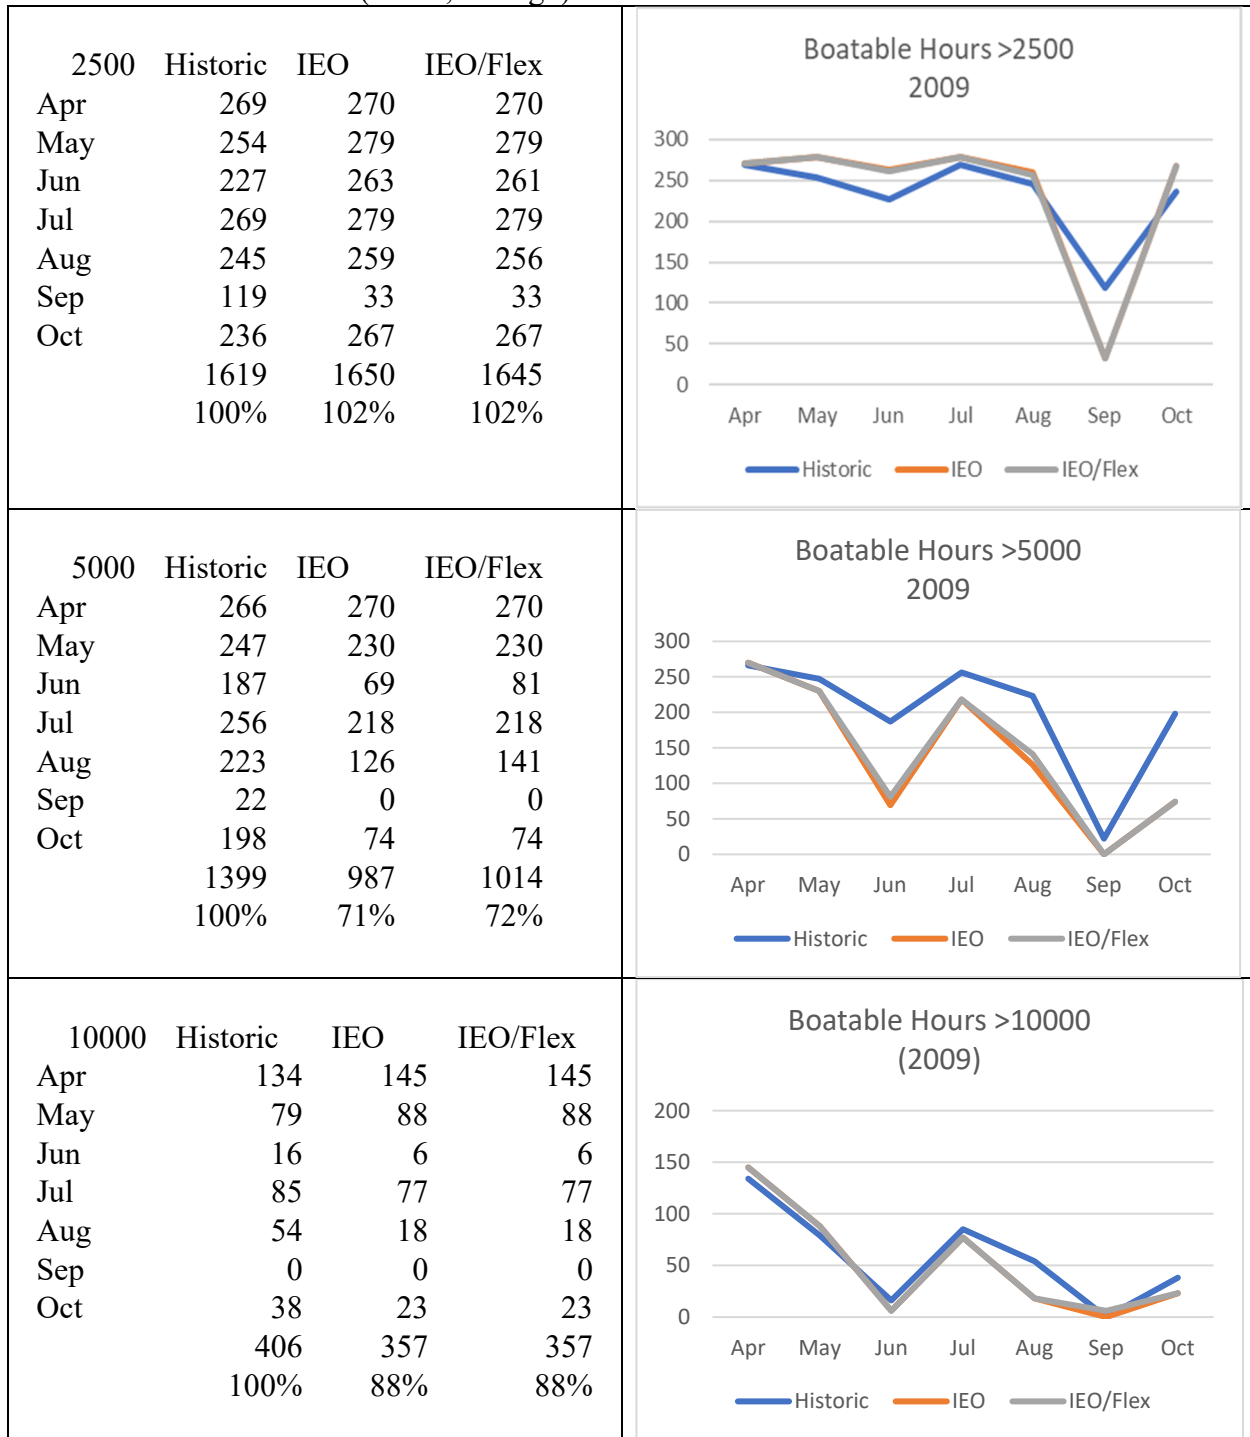 2500 Historic IEO IEO/Flex
Apr 269 270 270
May 254 279 279
Jun 227 263 261
Jul 269 279 279
Aug 245 259 256
Sep 119 33 33
Oct 236 267 267
1619 1650 1645
100% 102% 102%
Boatable Hours >2500
2009
300
250
200
150
100
50
0
Apr May Jun Jul Aug Sep Oct
Historic IEO IEO/Flex
5000 Historic IEO IEO/Flex
Apr 266 270 270
May 247 230 230
Jun 187 69 81
Jul 256 218 218
Aug 223 126 141
Sep 22 0 0
Oct 198 74 74
1399 987 1014
100% 71% 72%
Boatable Hours >5000
2009
300
250
200
150
100
50
0
Apr May Jun Jul Aug Sep Oct
Historic IEO IEO/Flex
10000 Historic IEO IEO/Flex
Apr 134 145 145
May 79 88 88
Jun 16 6 6
Jul 85 77 77
Aug 54 18 18
Sep 0 0 0
Oct 38 23 23
406 357 357
100% 88% 88%
Boatable Hours >10000
(2009)
200
150
100
50
0
Apr May Jun Jul Aug Sep Oct
Historic IEO IEO/Flex